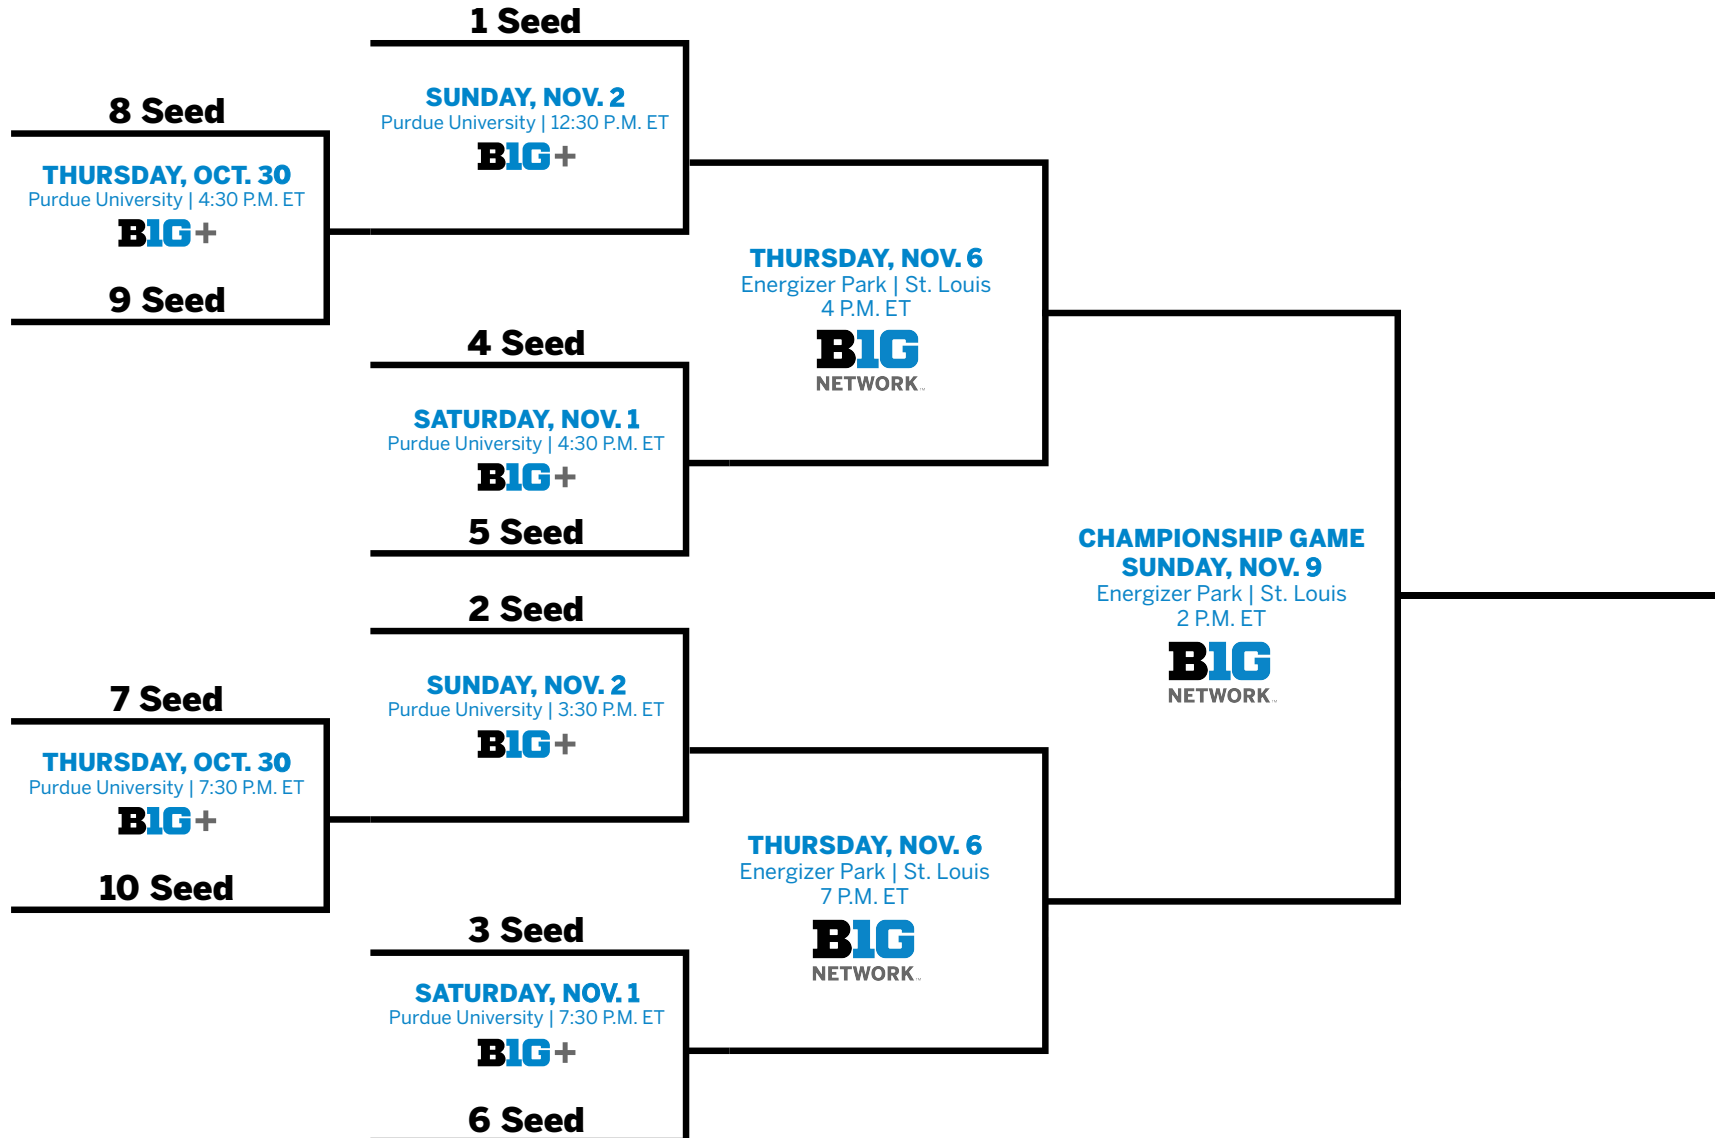 1 Seed
SUNDAY, NOV. 2
Purdue University | 12:30 P.M. ET
B1G+
8 Seed
THURSDAY, OCT. 30
Purdue University | 4:30 P.M. ET
B1G+
9 Seed
THURSDAY, NOV. 6
Energizer Park | St. Louis
4 P.M. ET
B1G
NETWORK
4 Seed
SATURDAY, NOV. 1
Purdue University | 4:30 P.M. ET
B1G+
5 Seed
CHAMPIONSHIP GAME
SUNDAY, NOV. 9
Energizer Park | St. Louis
2 P.M. ET
B1G
NETWORK
2 Seed
SUNDAY, NOV. 2
Purdue University | 3:30 P.M. ET
B1G+
7 Seed
THURSDAY, OCT. 30
Purdue University | 7:30 P.M. ET
B1G+
10 Seed
THURSDAY, NOV. 6
Energizer Park | St. Louis
7 P.M. ET
B1G
NETWORK
3 Seed
SATURDAY, NOV. 1
Purdue University | 7:30 P.M. ET
B1G+
6 Seed